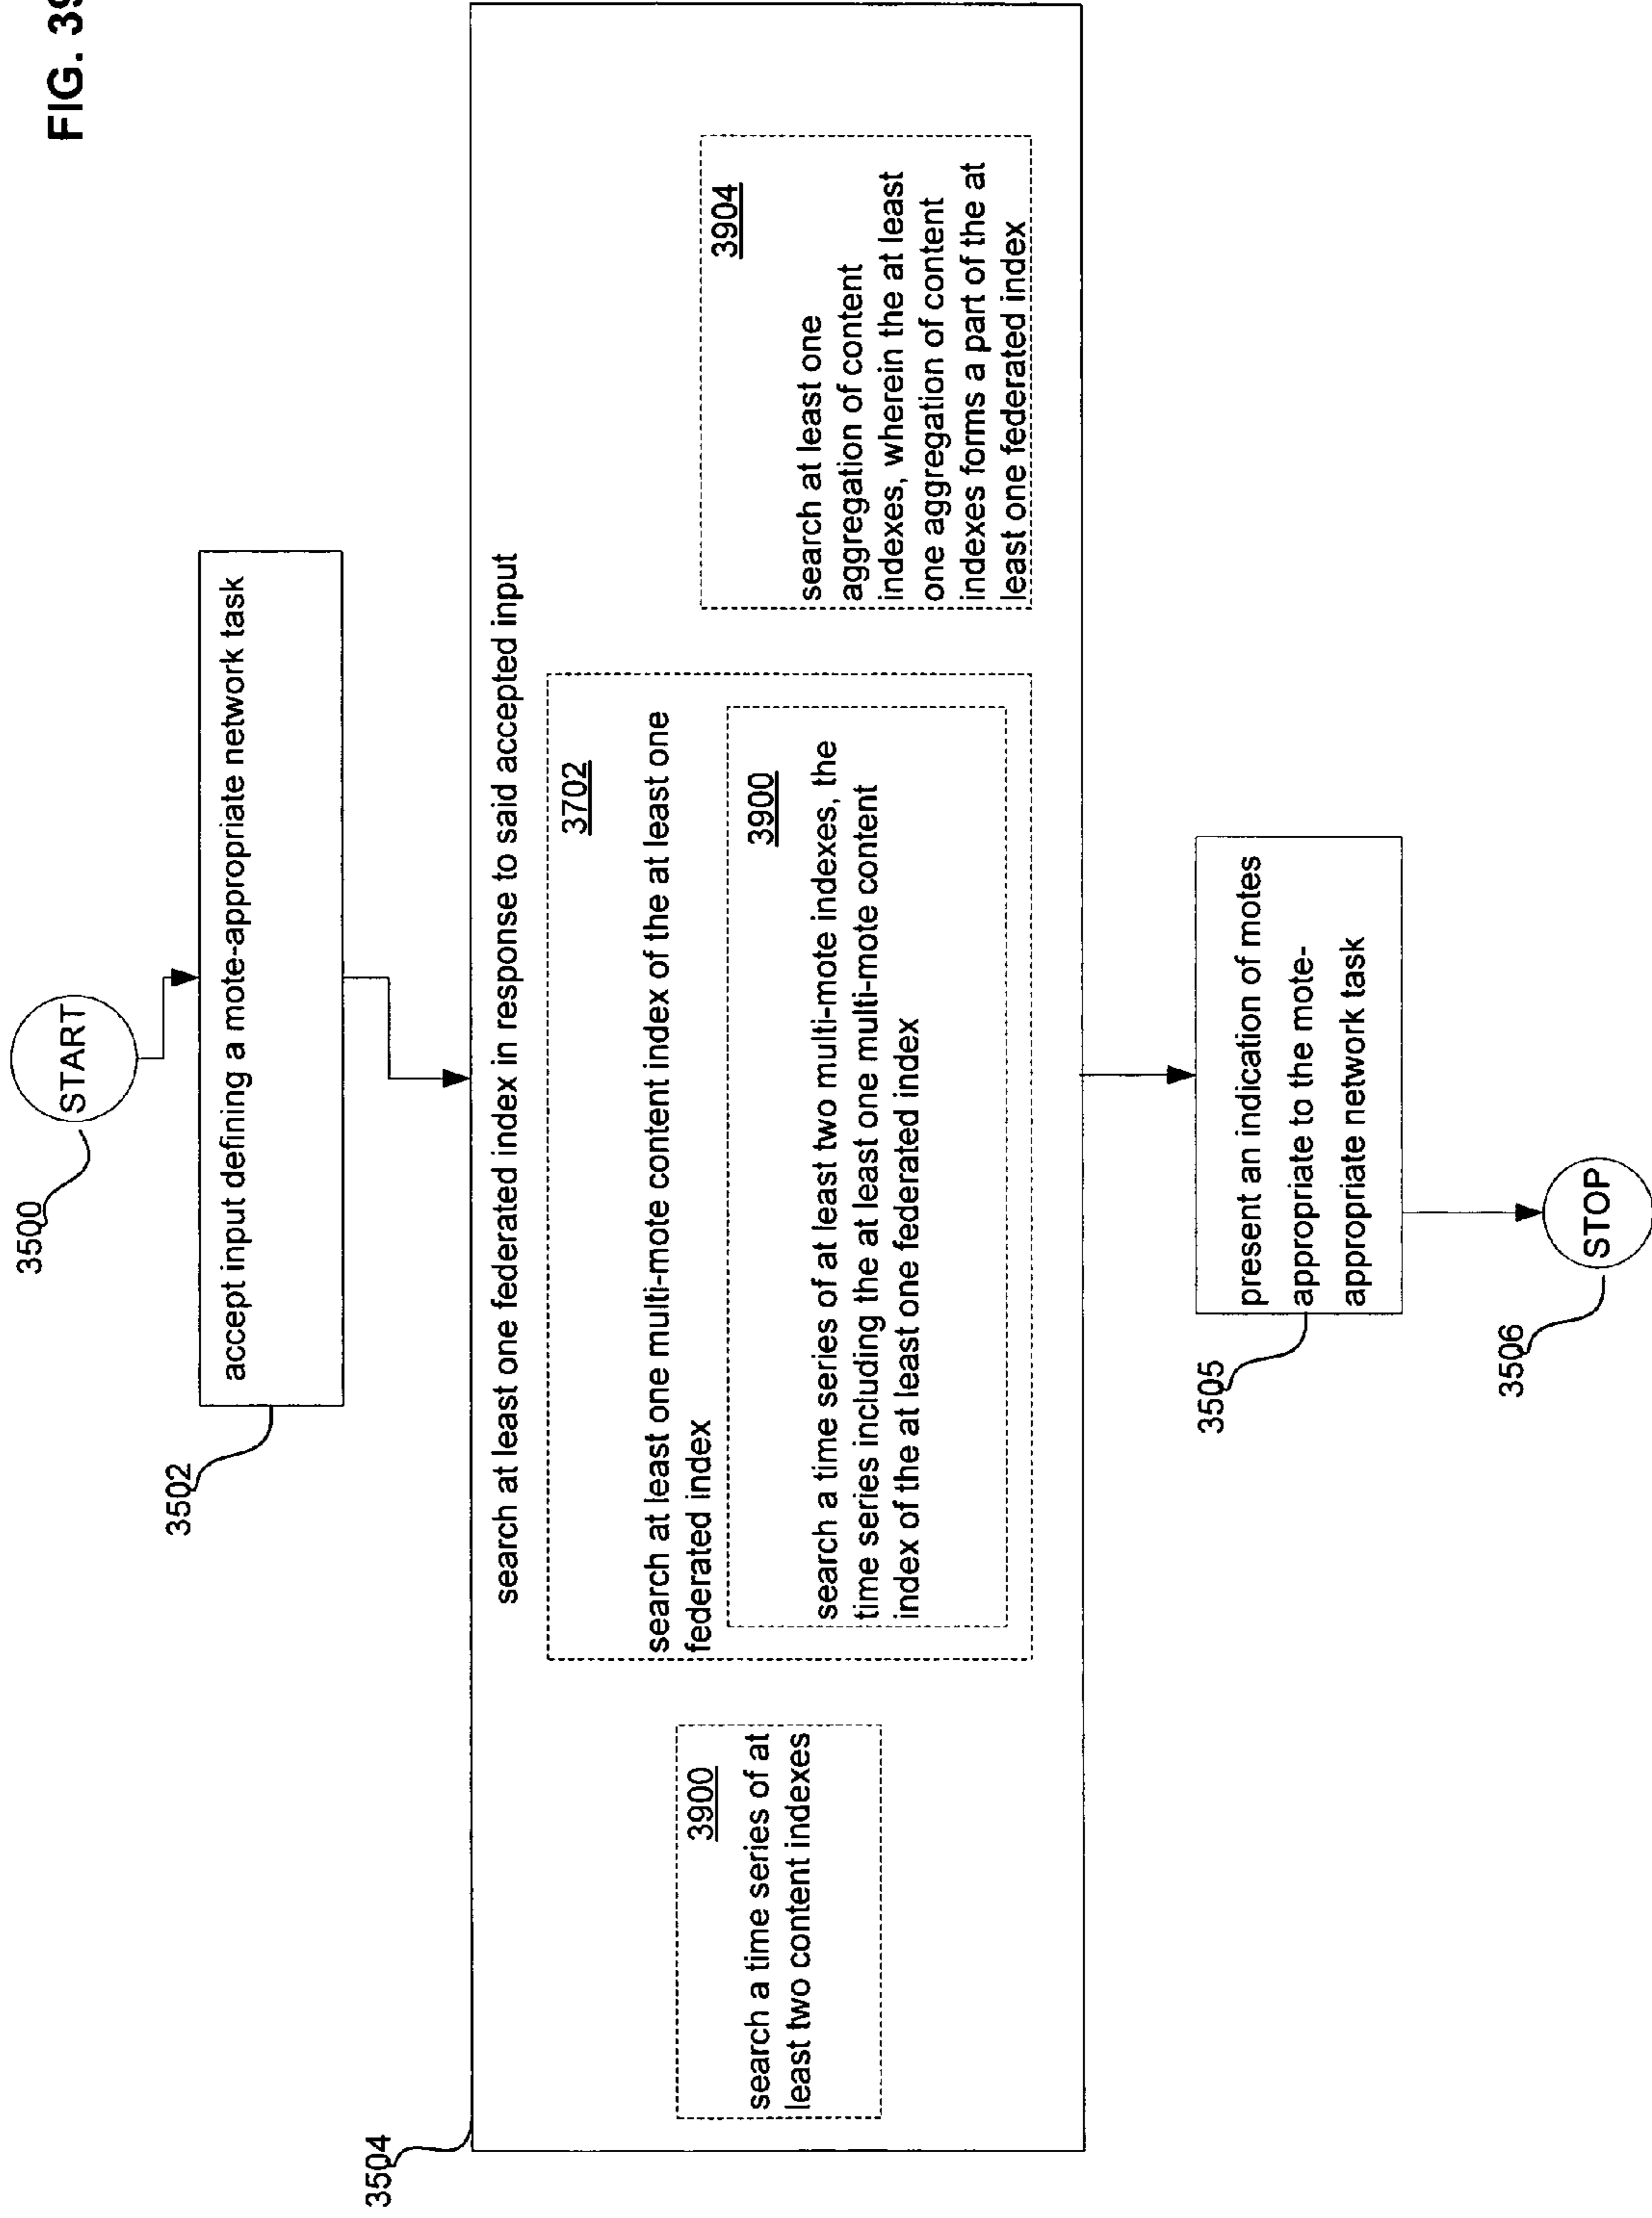 FIG. 39
START
3500
accept input defining a mote-appropriate network task
3502
3504
search at least one federated index in response to said accepted input
3900
search a time series of at
least two content indexes
3702
search at least one multi-mote content index of the at least one
federated index
3900
search a time series of at least two multi-mote indexes, the
time series including the at least one multi-mote content
index of the at least one federated index
3904
search at least one
aggregation of content
indexes, wherein the at least
one aggregation of content
indexes forms a part of the at
least one federated index
present an indication of motes
appropriate to the mote-
appropriate network task
3505
STOP
3506